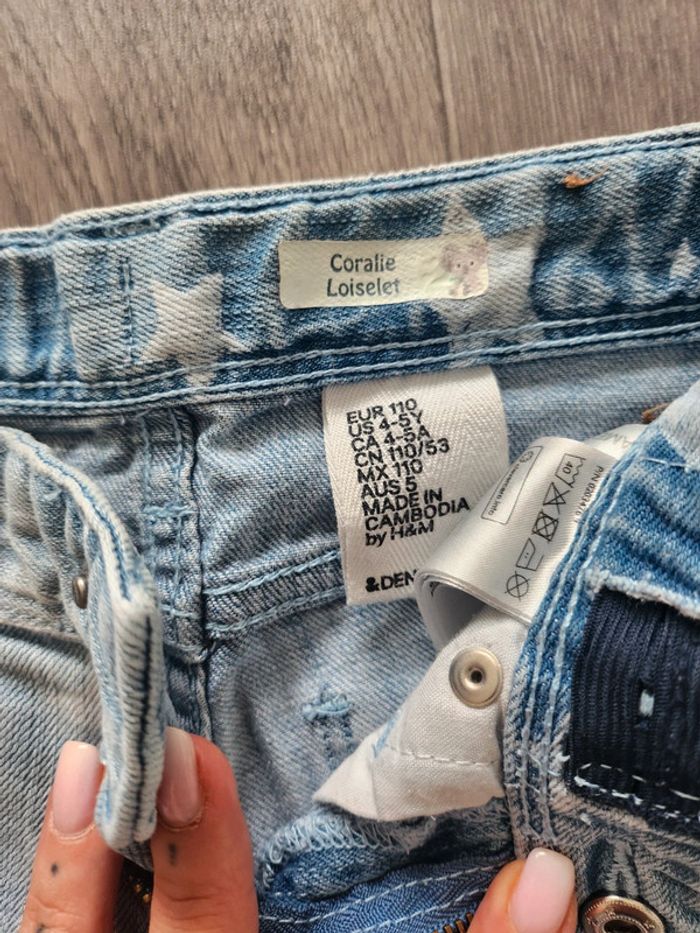 Coralie
Loiselet
EUR 110
US 4-5Y
CA 4-5A
CN 110/53
MX 110
AUS 5
MADE IN
CAMBODIA
by H&M
&DEN
40